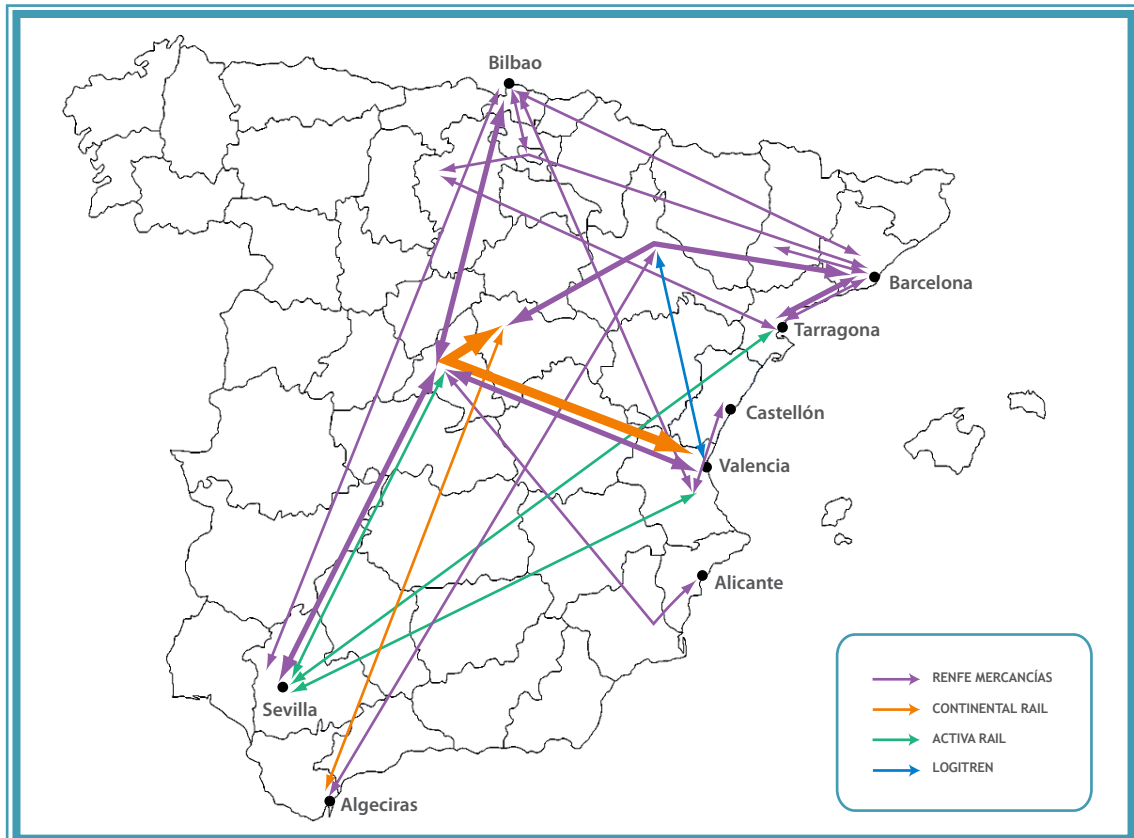 Bilbao
Barcelona
Tarragona
Castellón
Valencia
Alicante
Sevilla
Algeciras
RENFE MERCANCÍAS
CONTINENTAL RAIL
ACTIVA RAIL
LOGITREN